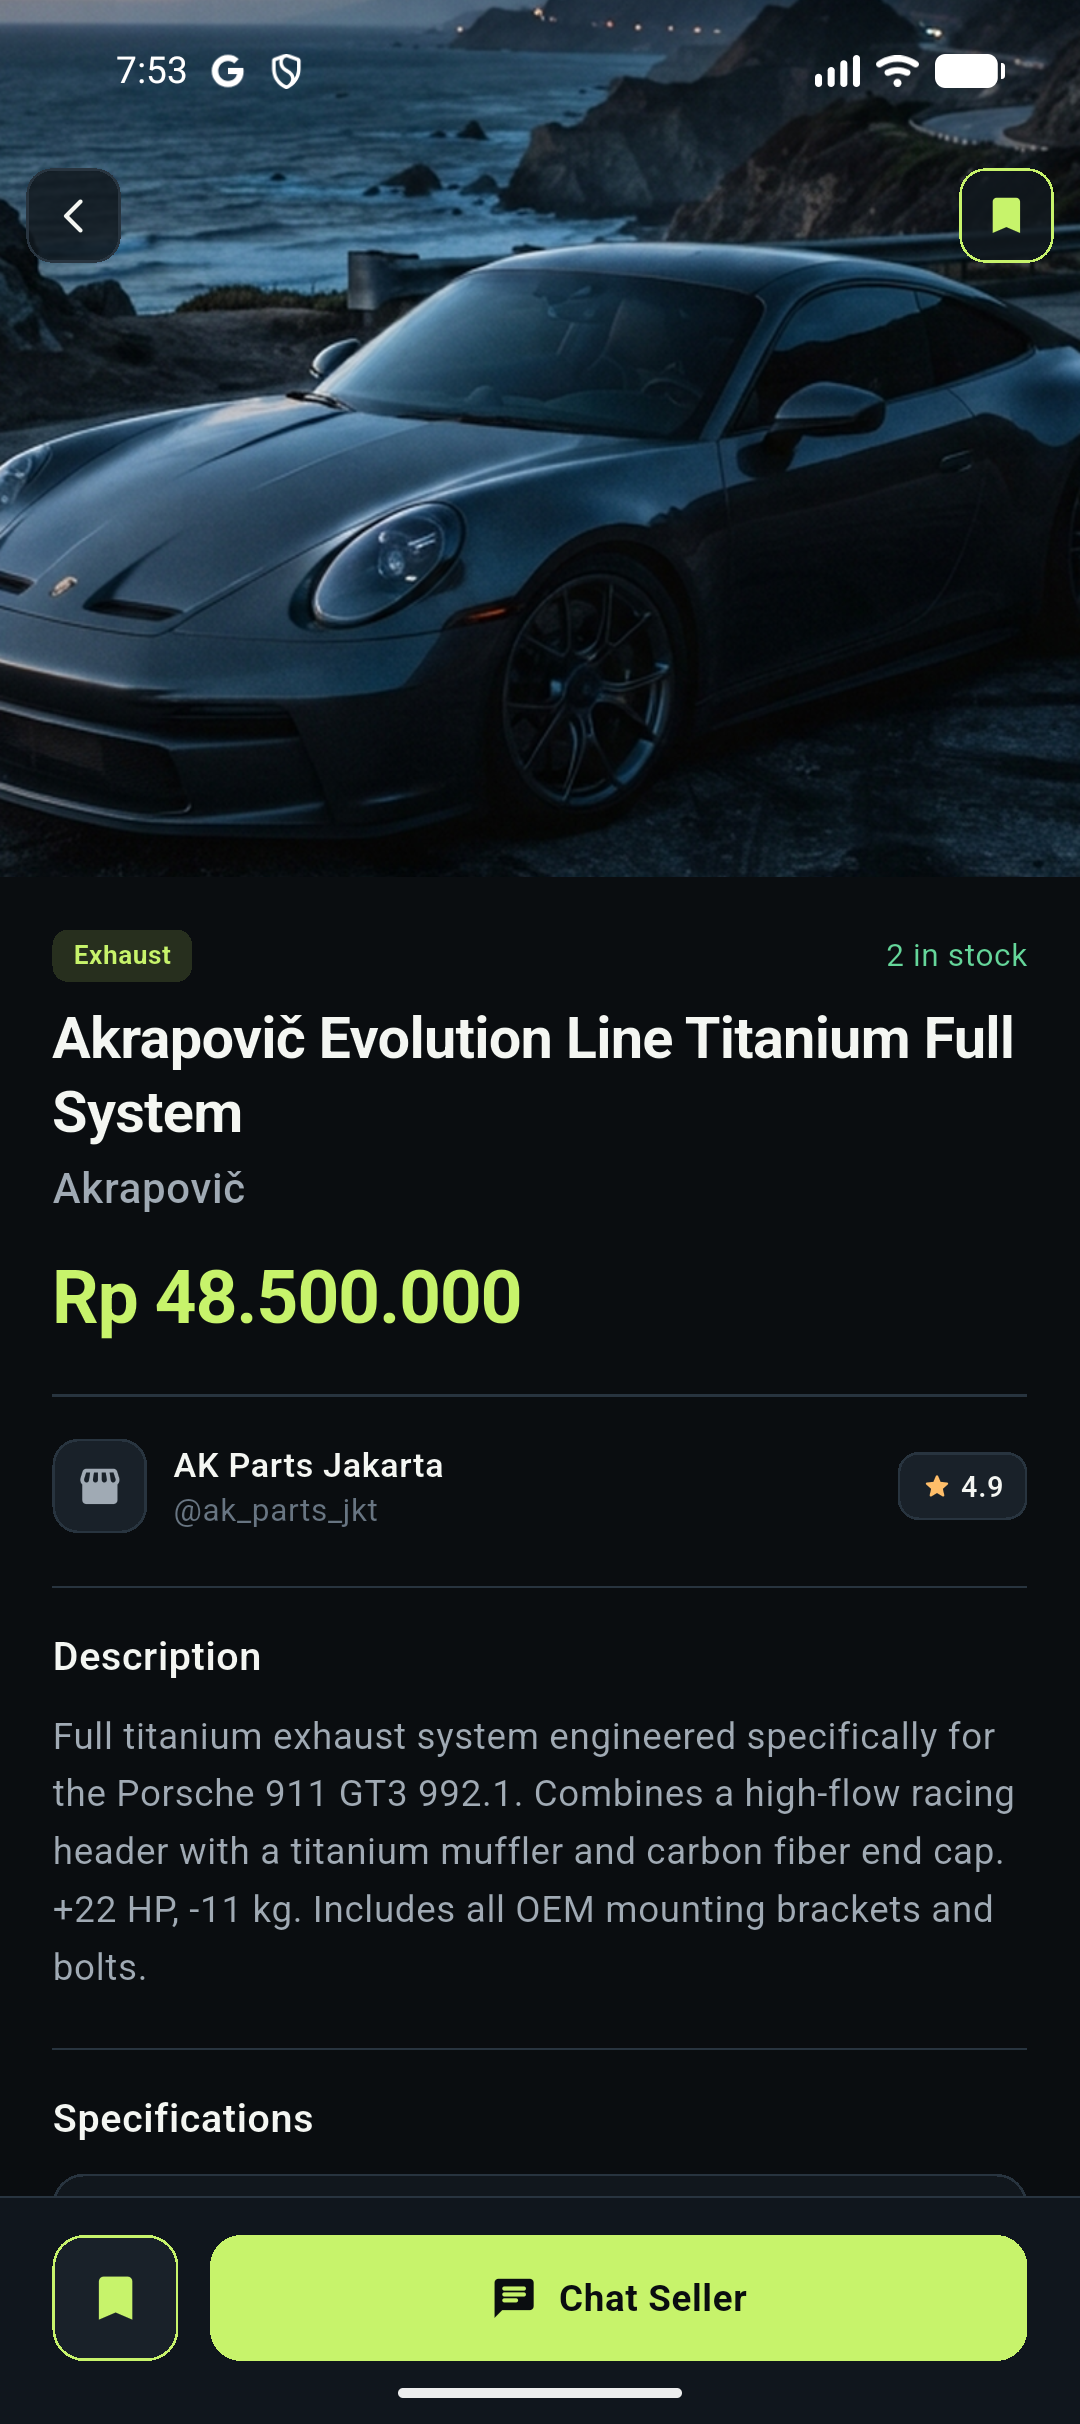 7:53
Exhaust
2 in stock
Akrapovič Evolution Line Titanium Full
System
Akrapovič
Rp 48.500.000
AK Parts Jakarta
@ak_parts_jkt
4.9
Description
Full titanium exhaust system engineered specifically for
the Porsche 911 GT3 992.1. Combines a high-flow racing
header with a titanium muffler and carbon fiber end cap.
+22 HP, -11 kg. Includes all OEM mounting brackets and
bolts.
Specifications
Chat Seller